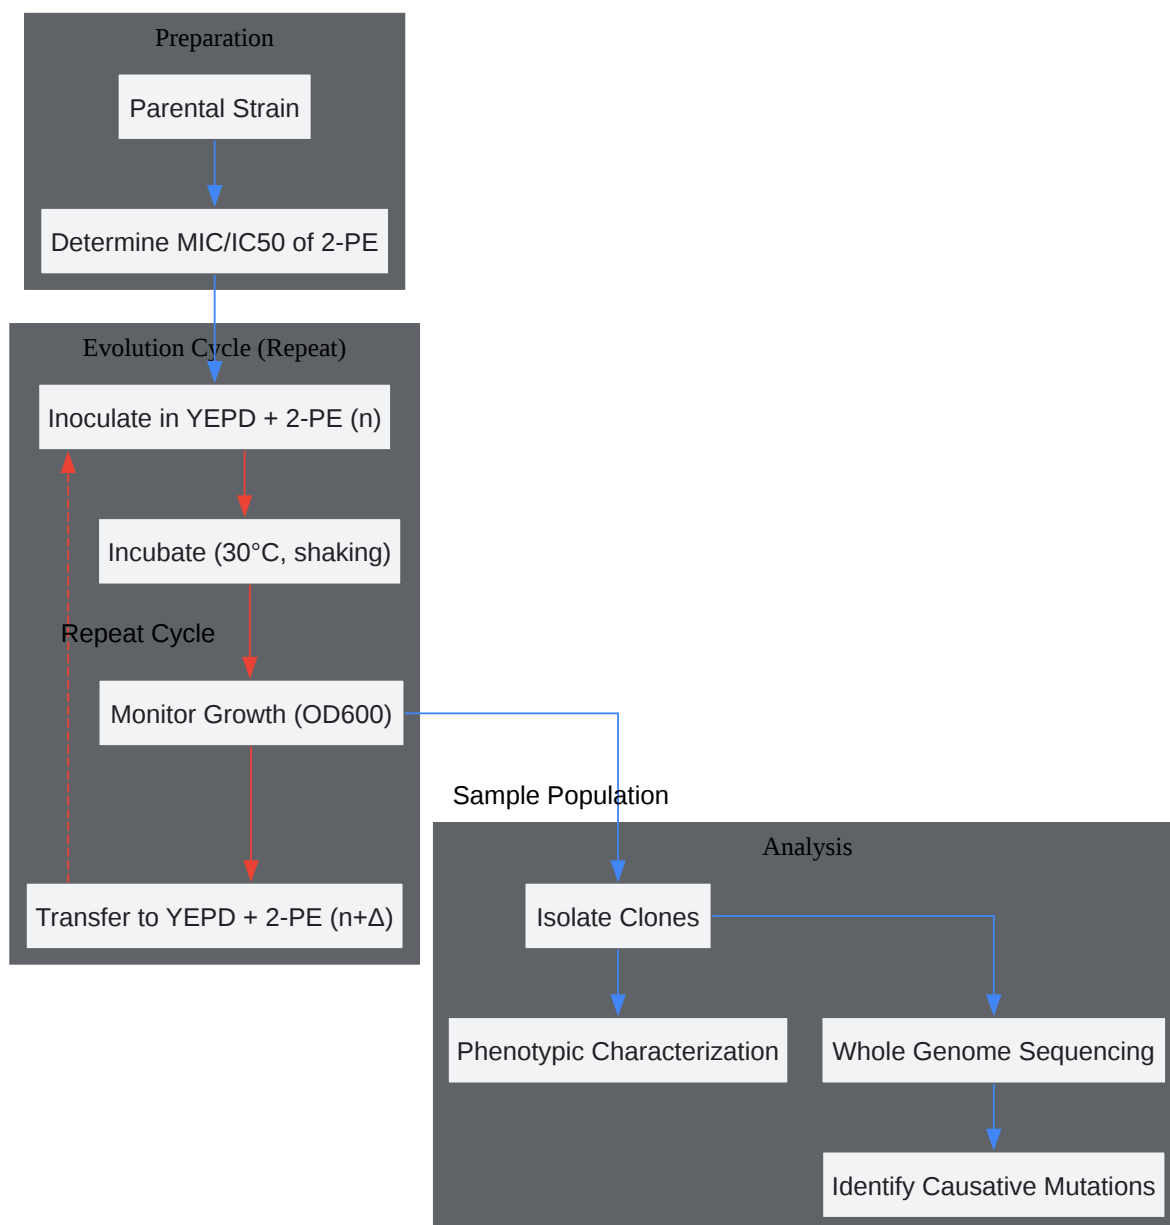 Preparation
Parental Strain
Determine MIC/IC50 of 2-PE
Evolution Cycle (Repeat)
Inoculate in YEPD + 2-PE (n)
Incubate (30°C, shaking)
Repeat Cycle
Monitor Growth (OD600)
Transfer to YEPD + 2-PE (n+Δ)
Sample Population
Analysis
Isolate Clones
Phenotypic Characterization
Whole Genome Sequencing
Identify Causative Mutations